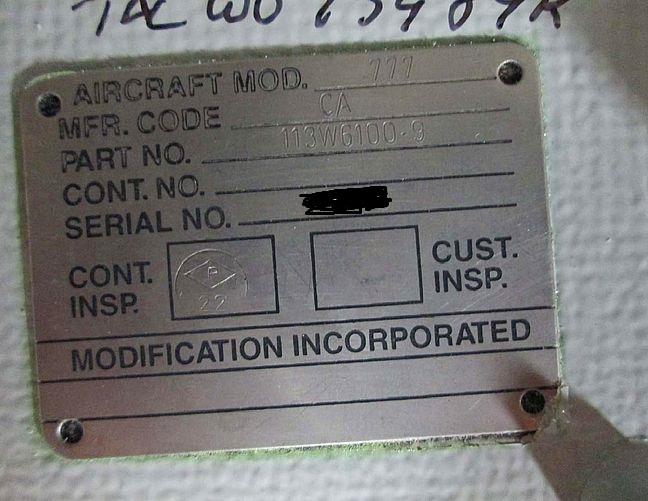 AIRCRAFT MOD. 777
MFR. CODE CA
PART NO. 113W6100-9
CONT. NO.
SERIAL NO.
CONT. INSP.
P
22
CUST. INSP.
MODIFICATION INCORPORATED